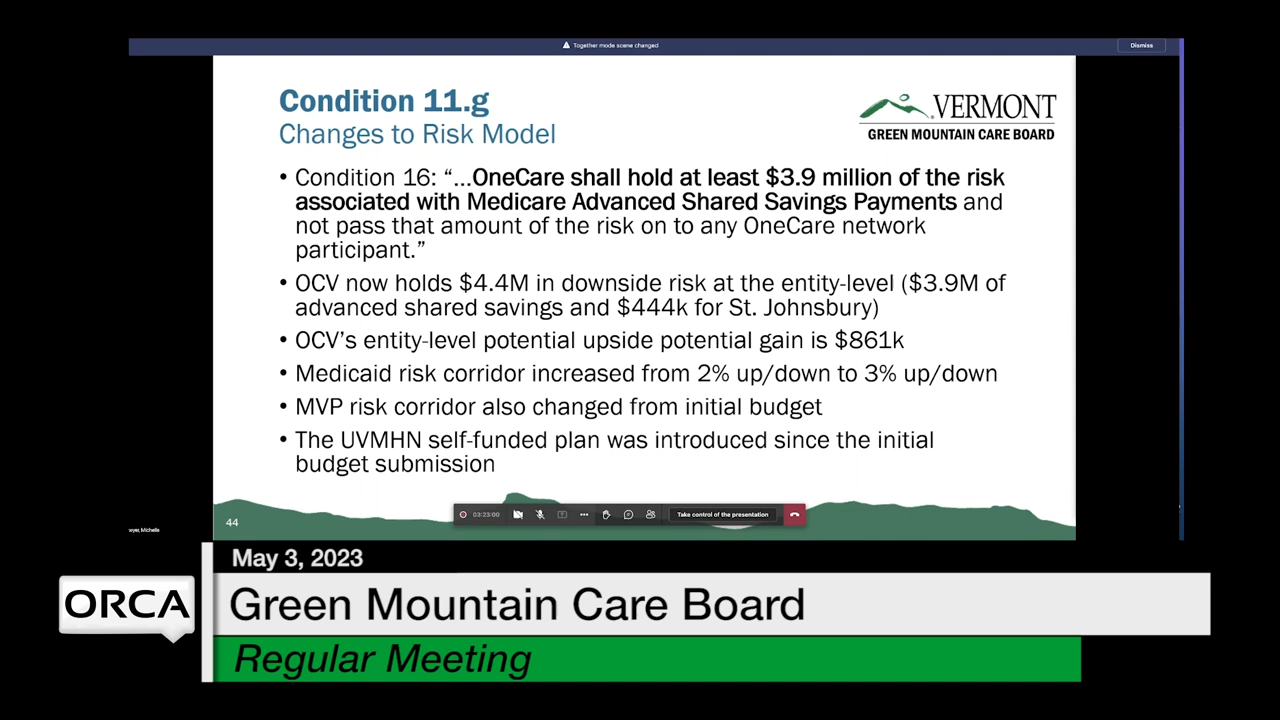 Together mode scene changed
Dismiss
Condition 11.g
Changes to Risk Model
VERMONT
GREEN MOUNTAIN CARE BOARD
• Condition 16: “…OneCare shall hold at least $3.9 million of the risk
associated with Medicare Advanced Shared Savings Payments and
not pass that amount of the risk on to any OneCare network
participant.”
• OCV now holds $4.4M in downside risk at the entity-level ($3.9M of
advanced shared savings and $444k for St. Johnsbury)
• OCV’s entity-level potential upside potential gain is $861k
• Medicaid risk corridor increased from 2% up/down to 3% up/down
• MVP risk corridor also changed from initial budget
• The UVMHN self-funded plan was introduced since the initial
budget submission
44
03:23:00
Take control of the presentation
wyer, Michelle
May 3, 2023
ORCA
Green Mountain Care Board
Regular Meeting